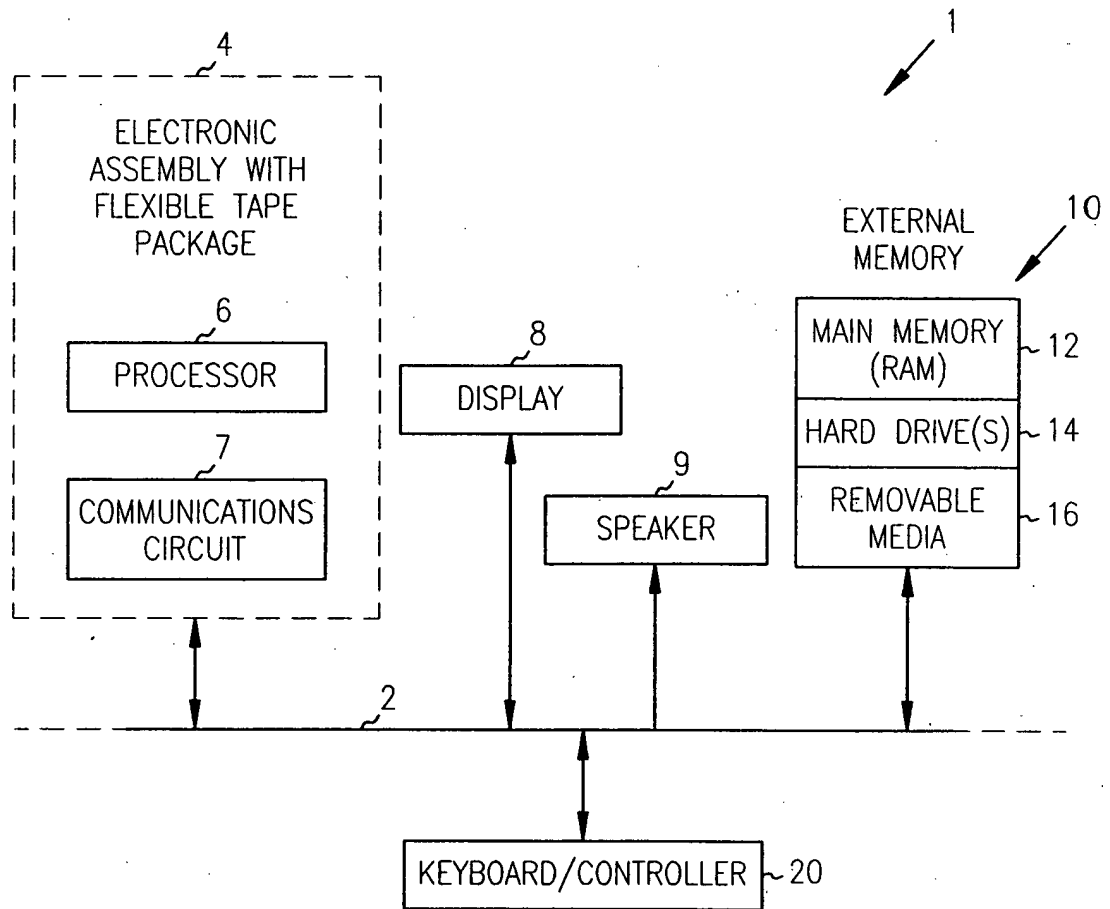 1
4
ELECTRONIC
ASSEMBLY WITH
FLEXIBLE TAPE
PACKAGE
6
PROCESSOR
7
COMMUNICATIONS
CIRCUIT
8
DISPLAY
9
SPEAKER
EXTERNAL
MEMORY
10
MAIN MEMORY
(RAM)
12
HARD DRIVE(S)
14
REMOVABLE
MEDIA
16
2
KEYBOARD/CONTROLLER
20